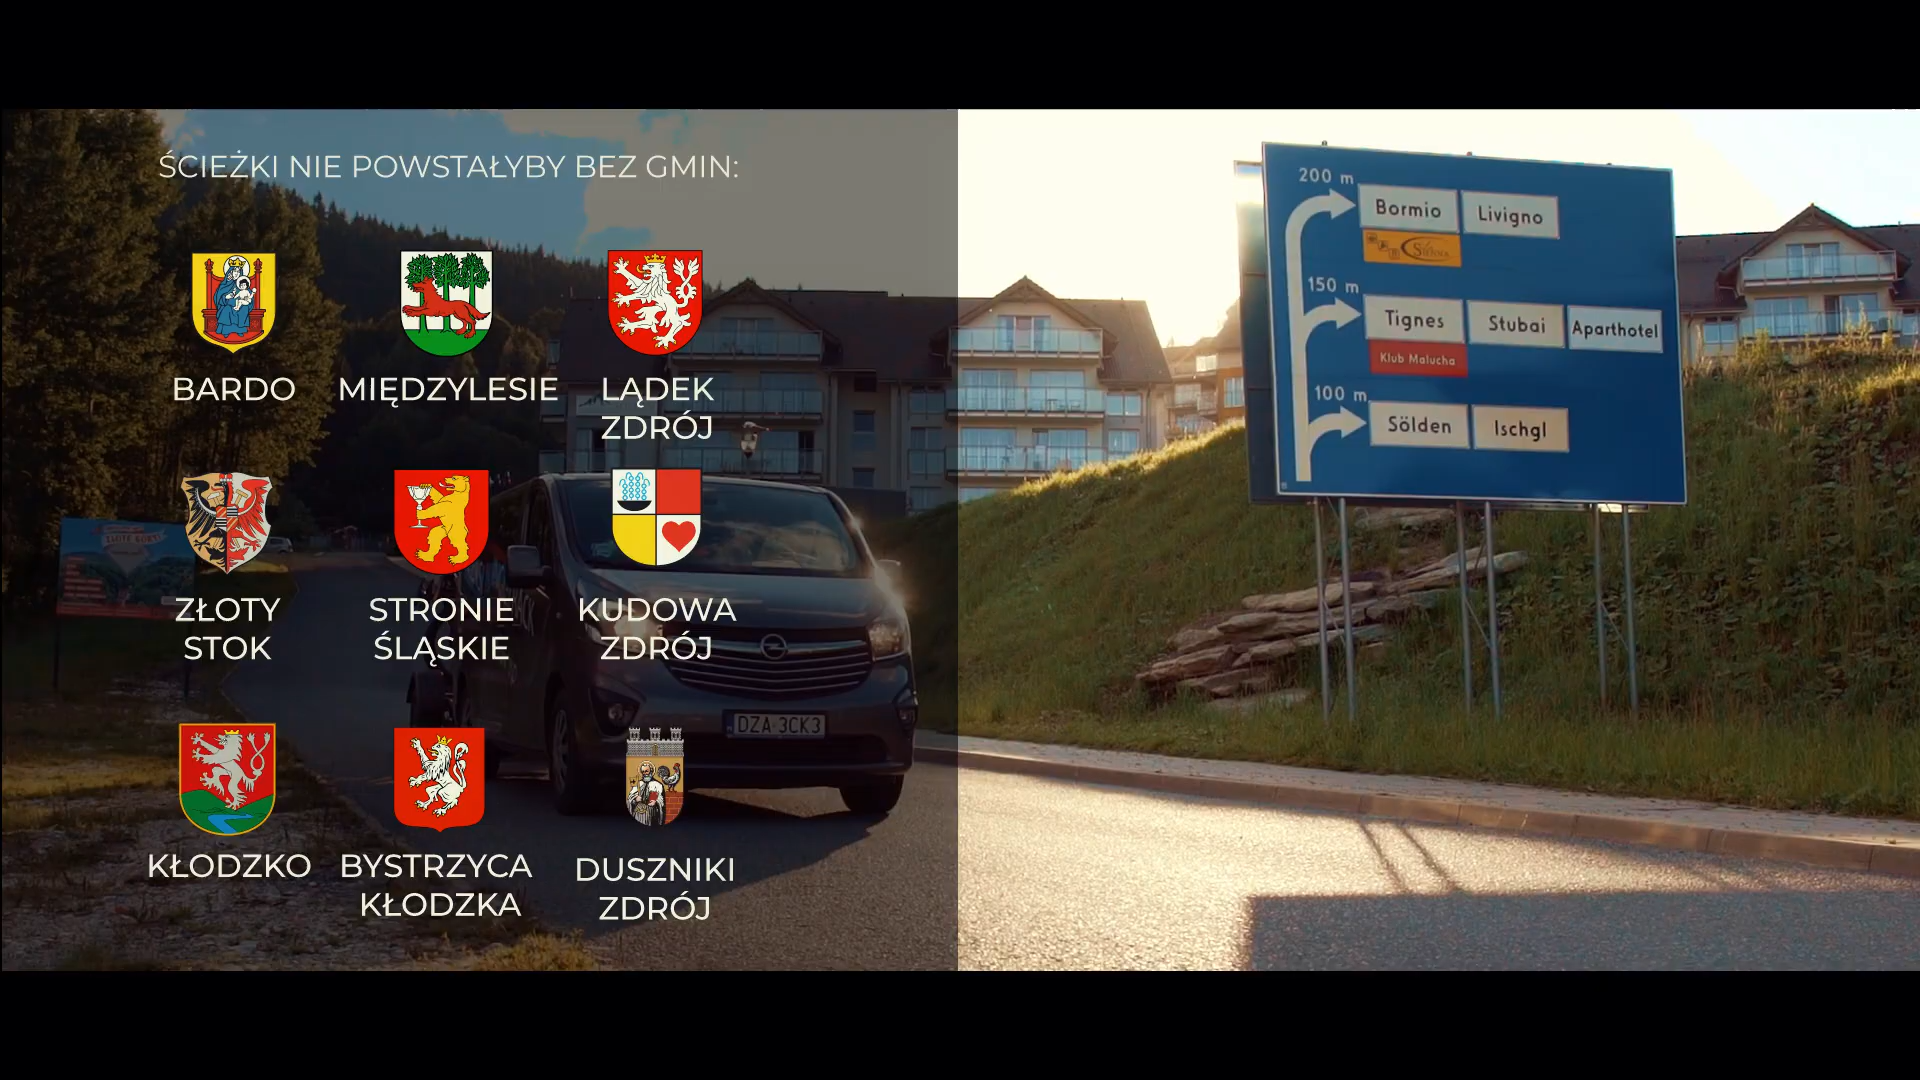 ŚCIEŻKI NIE POWSTAŁYBY BEZ GMIN:
BARDO
MIĘDZYLESIE
LĄDEK
ZDRÓJ
ZŁOTY
STOK
STRONIE
ŚLĄSKIE
KUDOWA
ZDRÓJ
KŁODZKO
BYSTRZYCA
KŁODZKA
DUSZNIKI
ZDRÓJ
DZA 3CK3
200 m
Bormio Livigno
150 m
Tignes Stubai Aparthotel
Klub Malucha
100 m
Sölden Ischgl